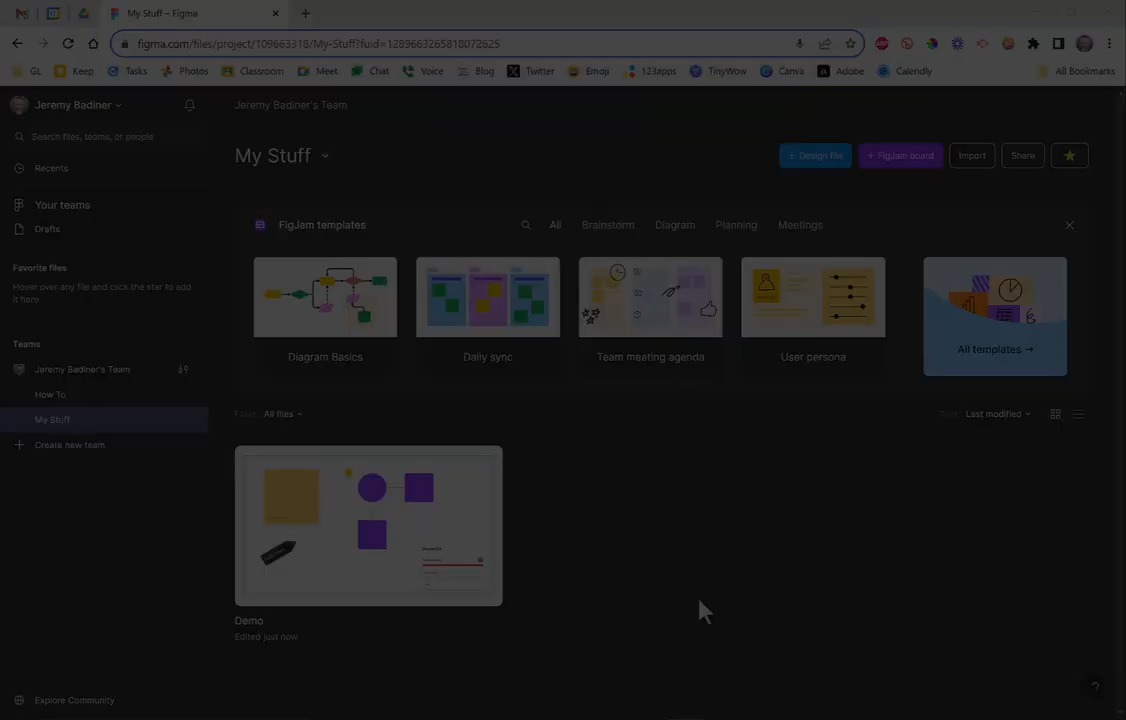 My Stuff – Figma
figma.com/files/project/109663318/My-Stuff?fuid=1289663265818072625
GL Keep Tasks Photos Classroom Meet Chat Voice Blog Twitter Emoji 123apps TinyWow Canva Adobe Calendly All Bookmarks
Jeremy Badiner
Jeremy Badiner's Team
Search files, teams, or people
My Stuff
+ Design file
+ FigJam board
Import
Share
Recents
Your teams
Drafts
FigJam templates
All Brainstorm Diagram Planning Meetings
Favorite files
Hover over any file and click the star to add
it here.
Diagram Basics
Daily sync
Team meeting agenda
User persona
All templates →
Teams
Jeremy Badiner's Team
How To
My Stuff
Create new team
All files
Last modified
Demo
Edited just now
Explore Community
?